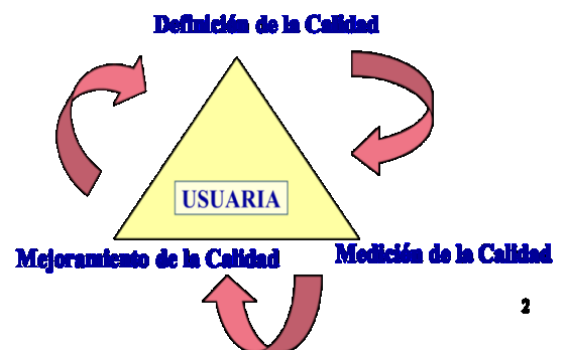 Definición de la Calidad
USUARIA
Mejoramiento de la Calidad
Medición de la Calidad
2